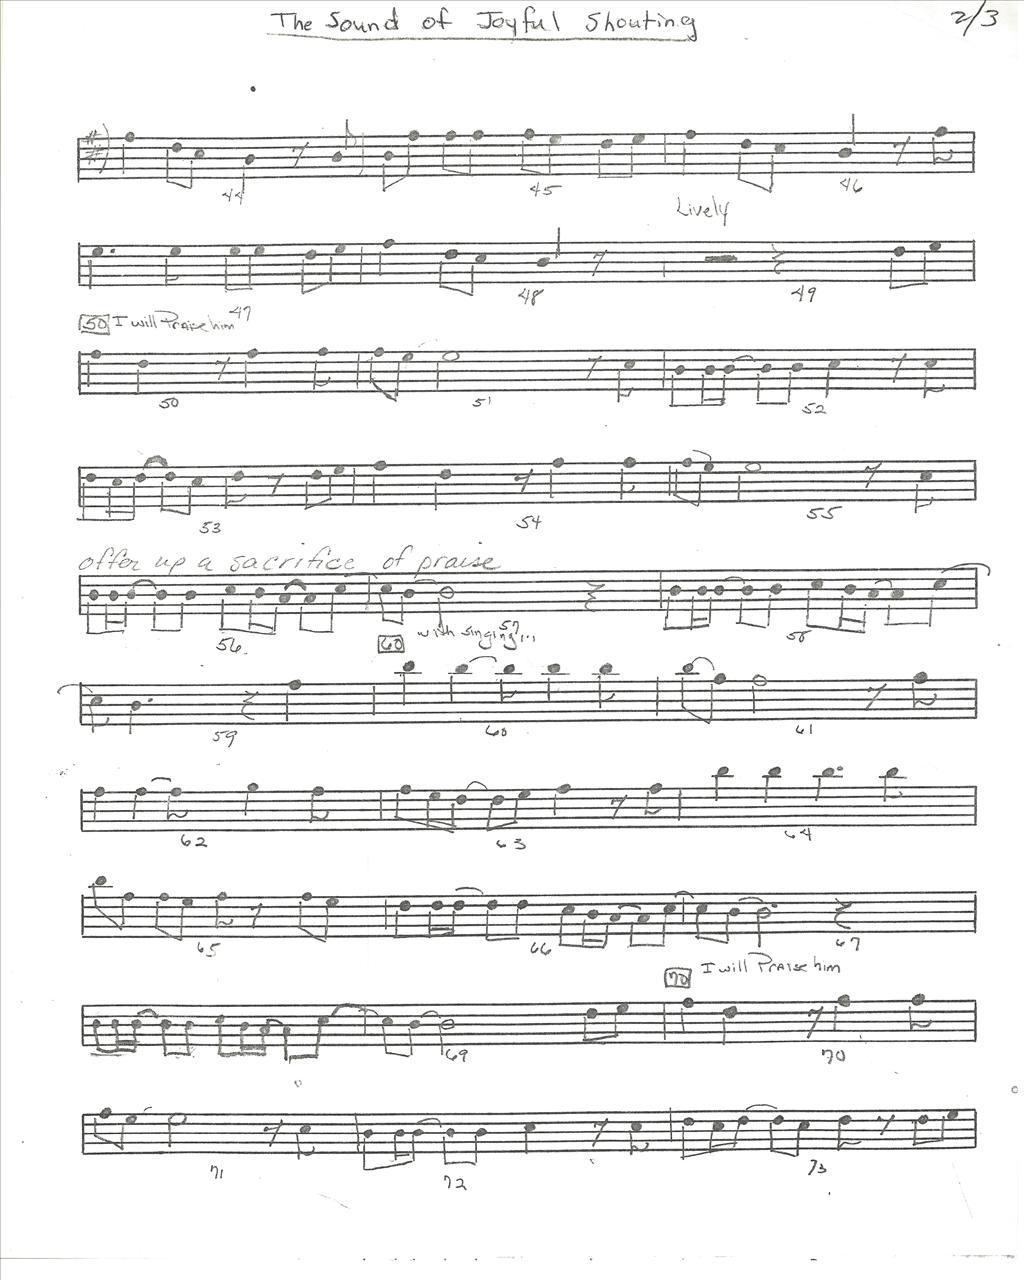 The Sound of Joyful Shouting
2/3
44 45 46
Lively
48 49
50 I will Praise him 47
50 51 52
53 54 55
offer up a sacrifice of praise
56 57 58
60 with singing...
59 60 61
62 63 64
65 66 67
70 I will Praise him
69 70
71 72 73